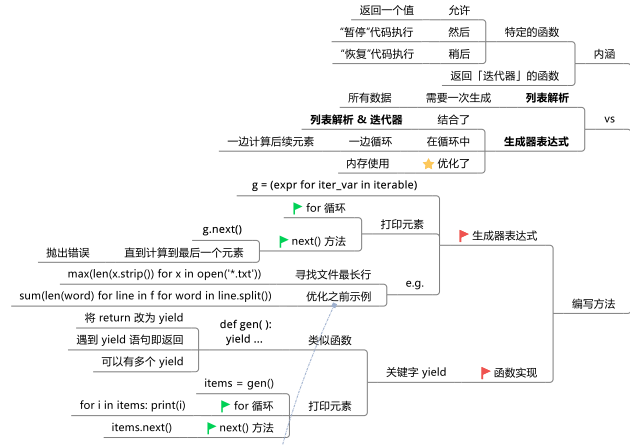 返回一个值 允许
“暂停”代码执行 然后 特定的函数
“恢复”代码执行 稍后
内涵
返回「迭代器」的函数
所有数据 需要一次生成 列表解析
列表解析 & 迭代器 结合了 vs
一边计算后续元素 一边循环 在循环中 生成器表达式
内存使用 优化了
g = (expr for iter_var in iterable)
for 循环
打印元素
g.next() next() 方法 生成器表达式
抛出错误 直到计算到最后一个元素
max(len(x.strip()) for x in open('*.txt')) 寻找文件最长行
e.g.
sum(len(word) for line in f for word in line.split()) 优化之前示例
编写方法
将 return 改为 yield
def gen( ):
遇到 yield 语句即返回 yield ... 类似函数
可以有多个 yield
关键字 yield 函数实现
items = gen()
for i in items: print(i) for 循环 打印元素
items.next() next() 方法